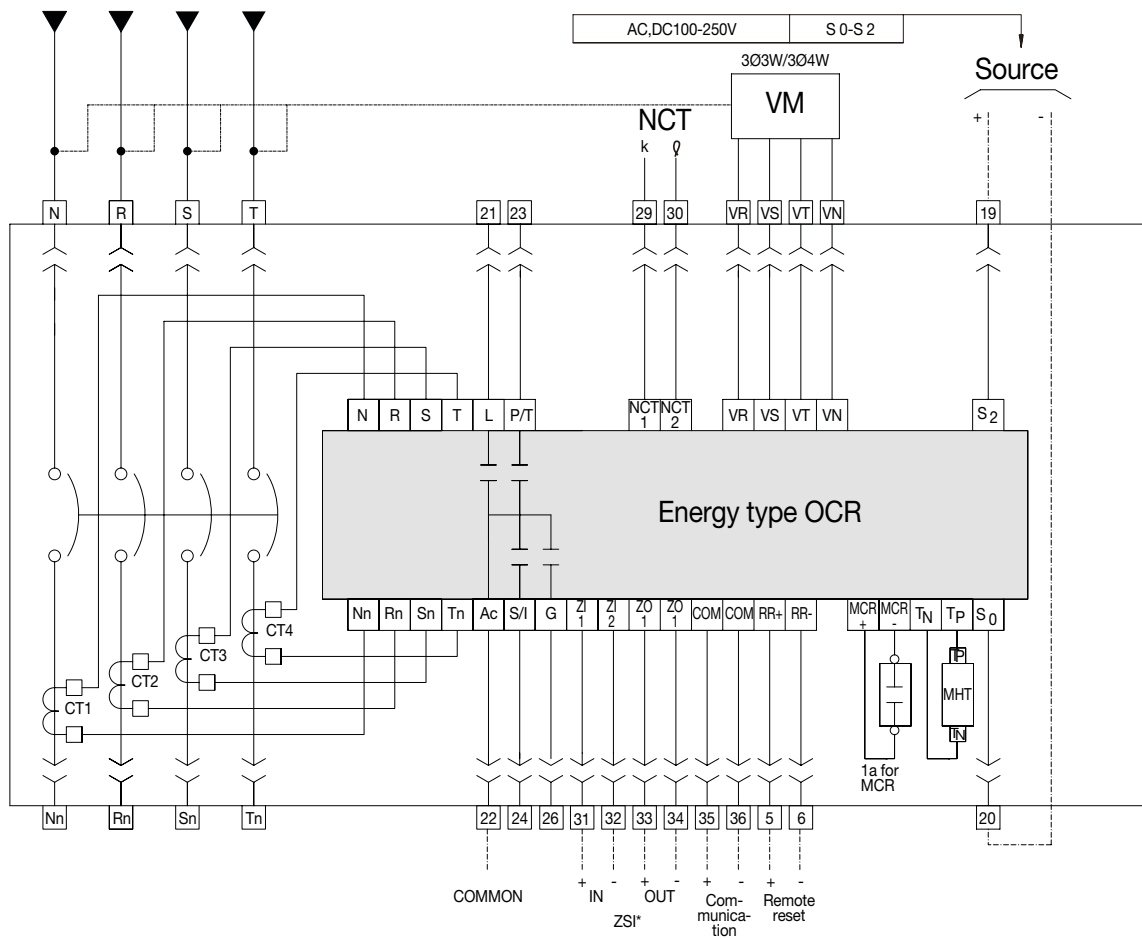 AC,DC100-250V S 0-S 2
3Ø3W/3Ø4W
Source
VM
NCT
+ -
k ℓ
N R S T 21 23 29 30 VR VS VT VN 19
N R S T L P/T NCT 1 NCT 2 VR VS VT VN S2
Energy type OCR
Nn Rn Sn Tn Ac S/I G ZI 1 ZI 2 ZO 1 ZO 1 COM COM RR+ RR- MCR + MCR - TN TP S0
CT4
CT3
CT2
CT1
TP
MHT
TN
1a for
MCR
Nn Rn Sn Tn 22 24 26 31 32 33 34 35 36 5 6 20
+ - + - + - + -
COMMON IN OUT Com-
munica-
tion
Remote
reset
ZSI*